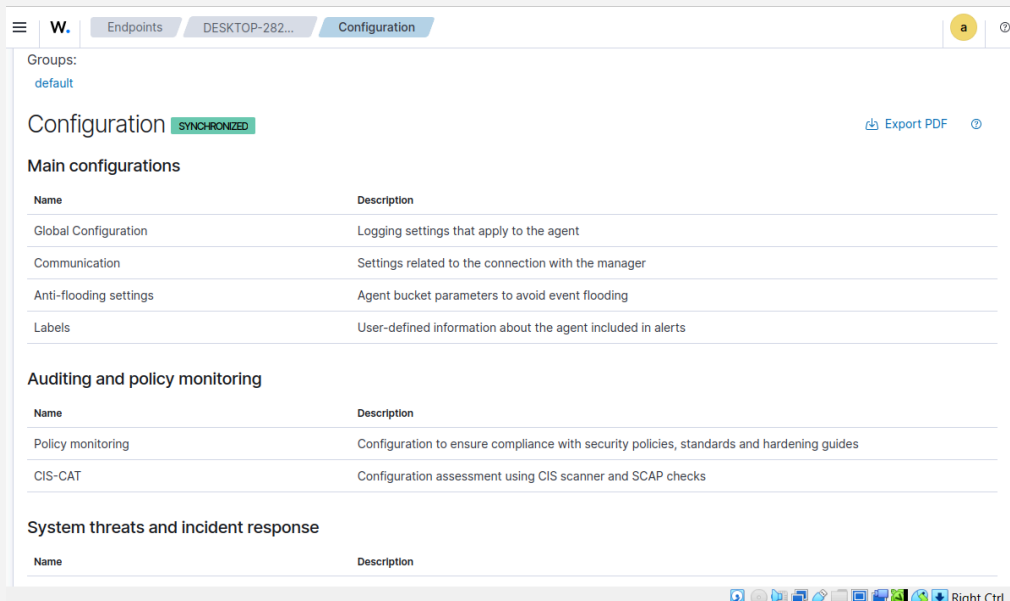 W. Endpoints DESKTOP-282... Configuration a
Groups:
default
Configuration SYNCHRONIZED Export PDF
Main configurations
Name Description
Global Configuration Logging settings that apply to the agent
Communication Settings related to the connection with the manager
Anti-flooding settings Agent bucket parameters to avoid event flooding
Labels User-defined information about the agent included in alerts
Auditing and policy monitoring
Name Description
Policy monitoring Configuration to ensure compliance with security policies, standards and hardening guides
CIS-CAT Configuration assessment using CIS scanner and SCAP checks
System threats and incident response
Name Description
Right Ctrl